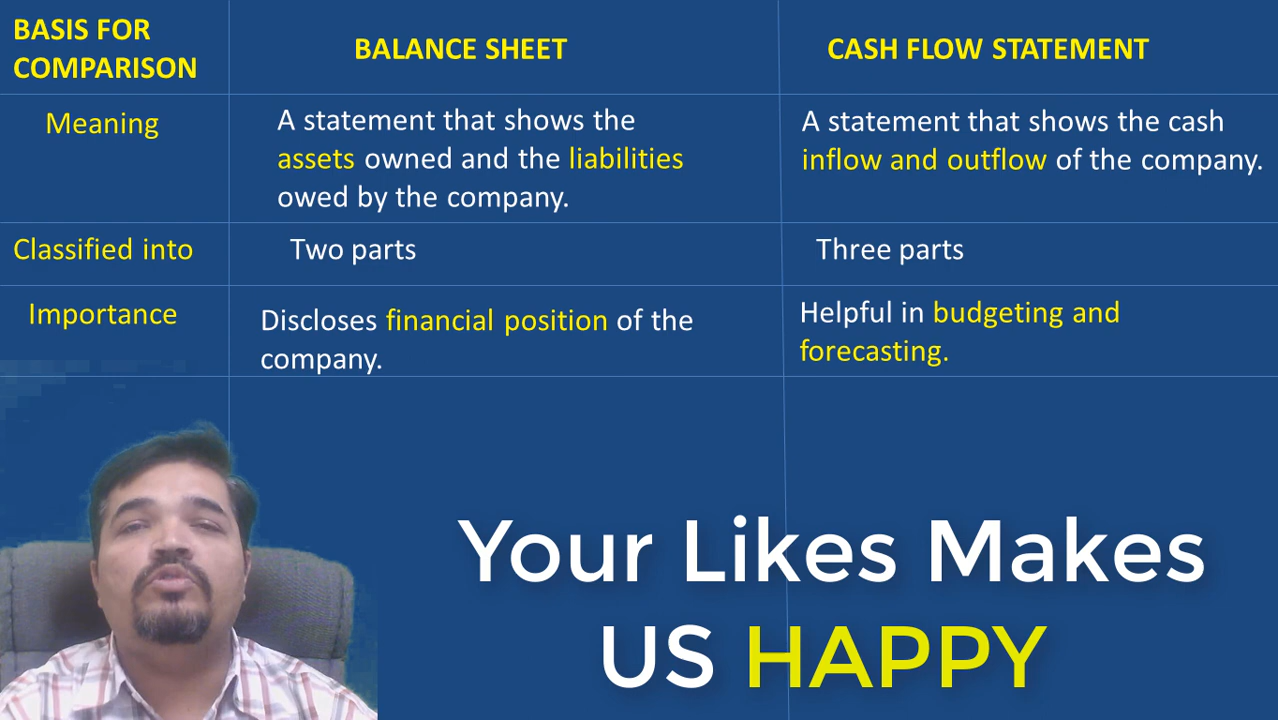 BASIS FOR
COMPARISON
BALANCE SHEET
CASH FLOW STATEMENT
Meaning
A statement that shows the
assets owned and the liabilities
owed by the company.
A statement that shows the cash
inflow and outflow of the company.
Classified into
Two parts
Three parts
Importance
Discloses financial position of the
company.
Helpful in budgeting and
forecasting.
Your Likes Makes
US HAPPY